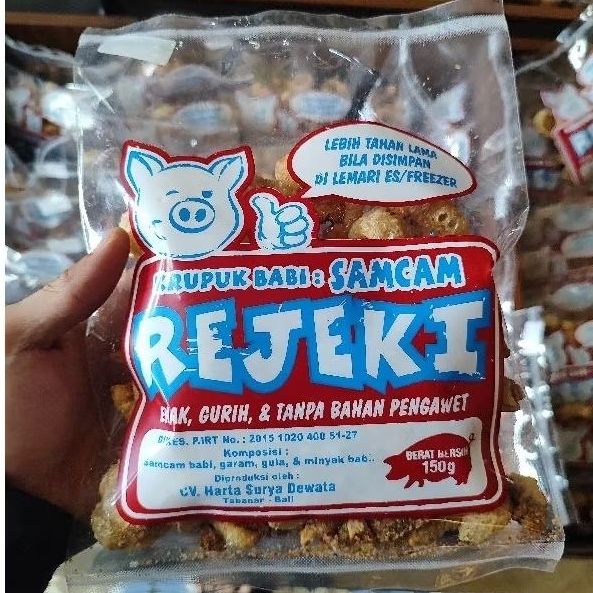 LEBIH TAHAN LAMA
BILA DISIMPAN
DI LEMARI ES/FREEZER
KRUPUK BABI : SAMCAM
REJEKI
ENAK, GURIH, & TANPA BAHAN PENGAWET
DIKES. P.IRT No. : 2015 1020 400 51-27
Komposisi :
samcam babi, garam, gula, & minyak bab..
Diproduksi oleh :
CV. Harta Surya Dewata
Tabanan - Bali
BERAT BERSIH
150g